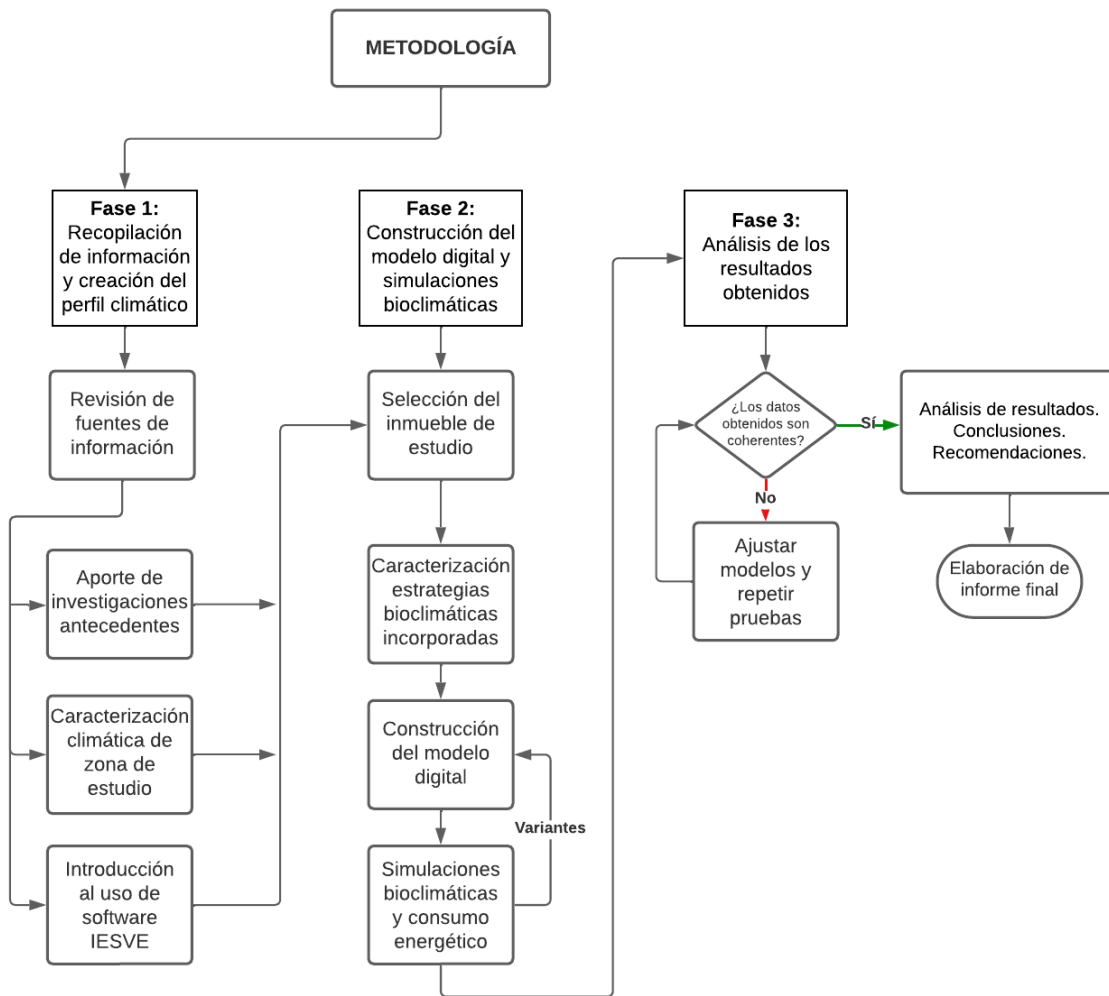 METODOLOGÍA
Fase 1:
Recopilación
de información
y creación del
perfil climático
Revisión de
fuentes de
información
Aporte de
investigaciones
antecedentes
Caracterización
climática de
zona de
estudio
Introducción
al uso de
software
IESVE
Fase 2:
Construcción del
modelo digital y
simulaciones
bioclimáticas
Selección del
inmueble de
estudio
Caracterización
estrategias
bioclimáticas
incorporadas
Construcción
del modelo
digital
Variantes
Simulaciones
bioclimáticas
y consumo
energético
Fase 3:
Análisis de los
resultados
obtenidos
¿Los datos
obtenidos son
coherentes?
Sí
No
Ajustar
modelos y
repetir
pruebas
Análisis de resultados.
Conclusiones.
Recomendaciones.
Elaboración de
informe final